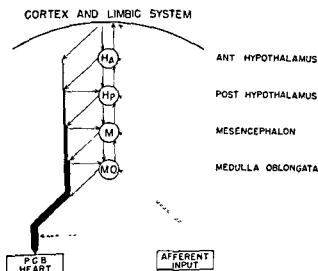 CORTEX AND LIMBIC SYSTEM
HA ANT HYPOTHALAMUS
HP POST HYPOTHALAMUS
M MESENCEPHALON
MO MEDULLA OBLONGATA
AFFERENT
INPUT
PGB
HEART